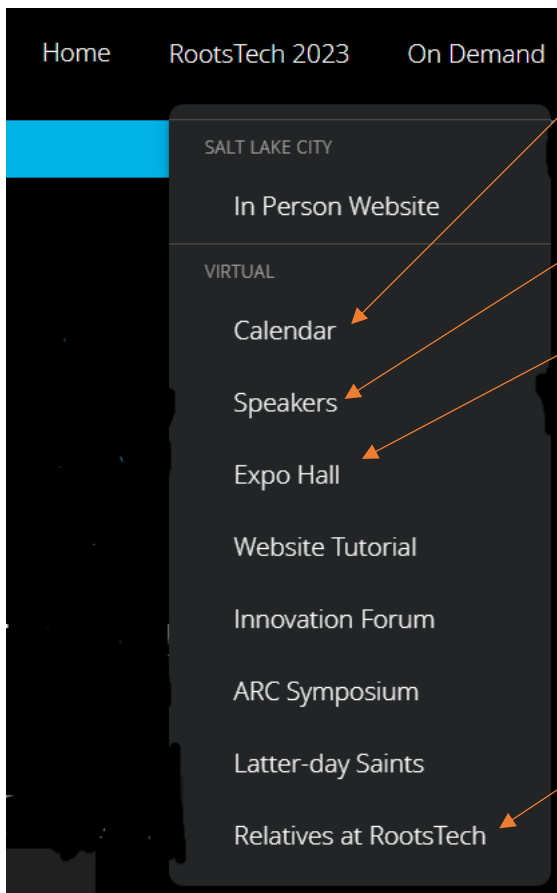 Home RootsTech 2023 On Demand
SALT LAKE CITY
In Person Website
VIRTUAL
Calendar
Speakers
Expo Hall
Website Tutorial
Innovation Forum
ARC Symposium
Latter-day Saints
Relatives at RootsTech